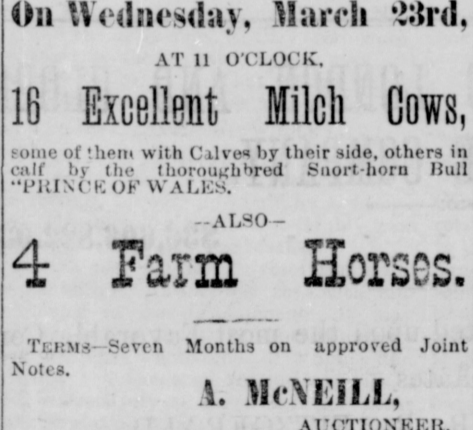 On Wednesday, March 23rd,
AT 11 O'CLOCK,
16 Excellent Milch Cows,
some of them with Calves by their side, others in
calf by the thoroughbred Snort-horn Bull
"PRINCE OF WALES.
—ALSO—
4 Farm Horses.
TERMS—Seven Months on approved Joint
Notes.
A. McNEILL,
AUCTIONEER.